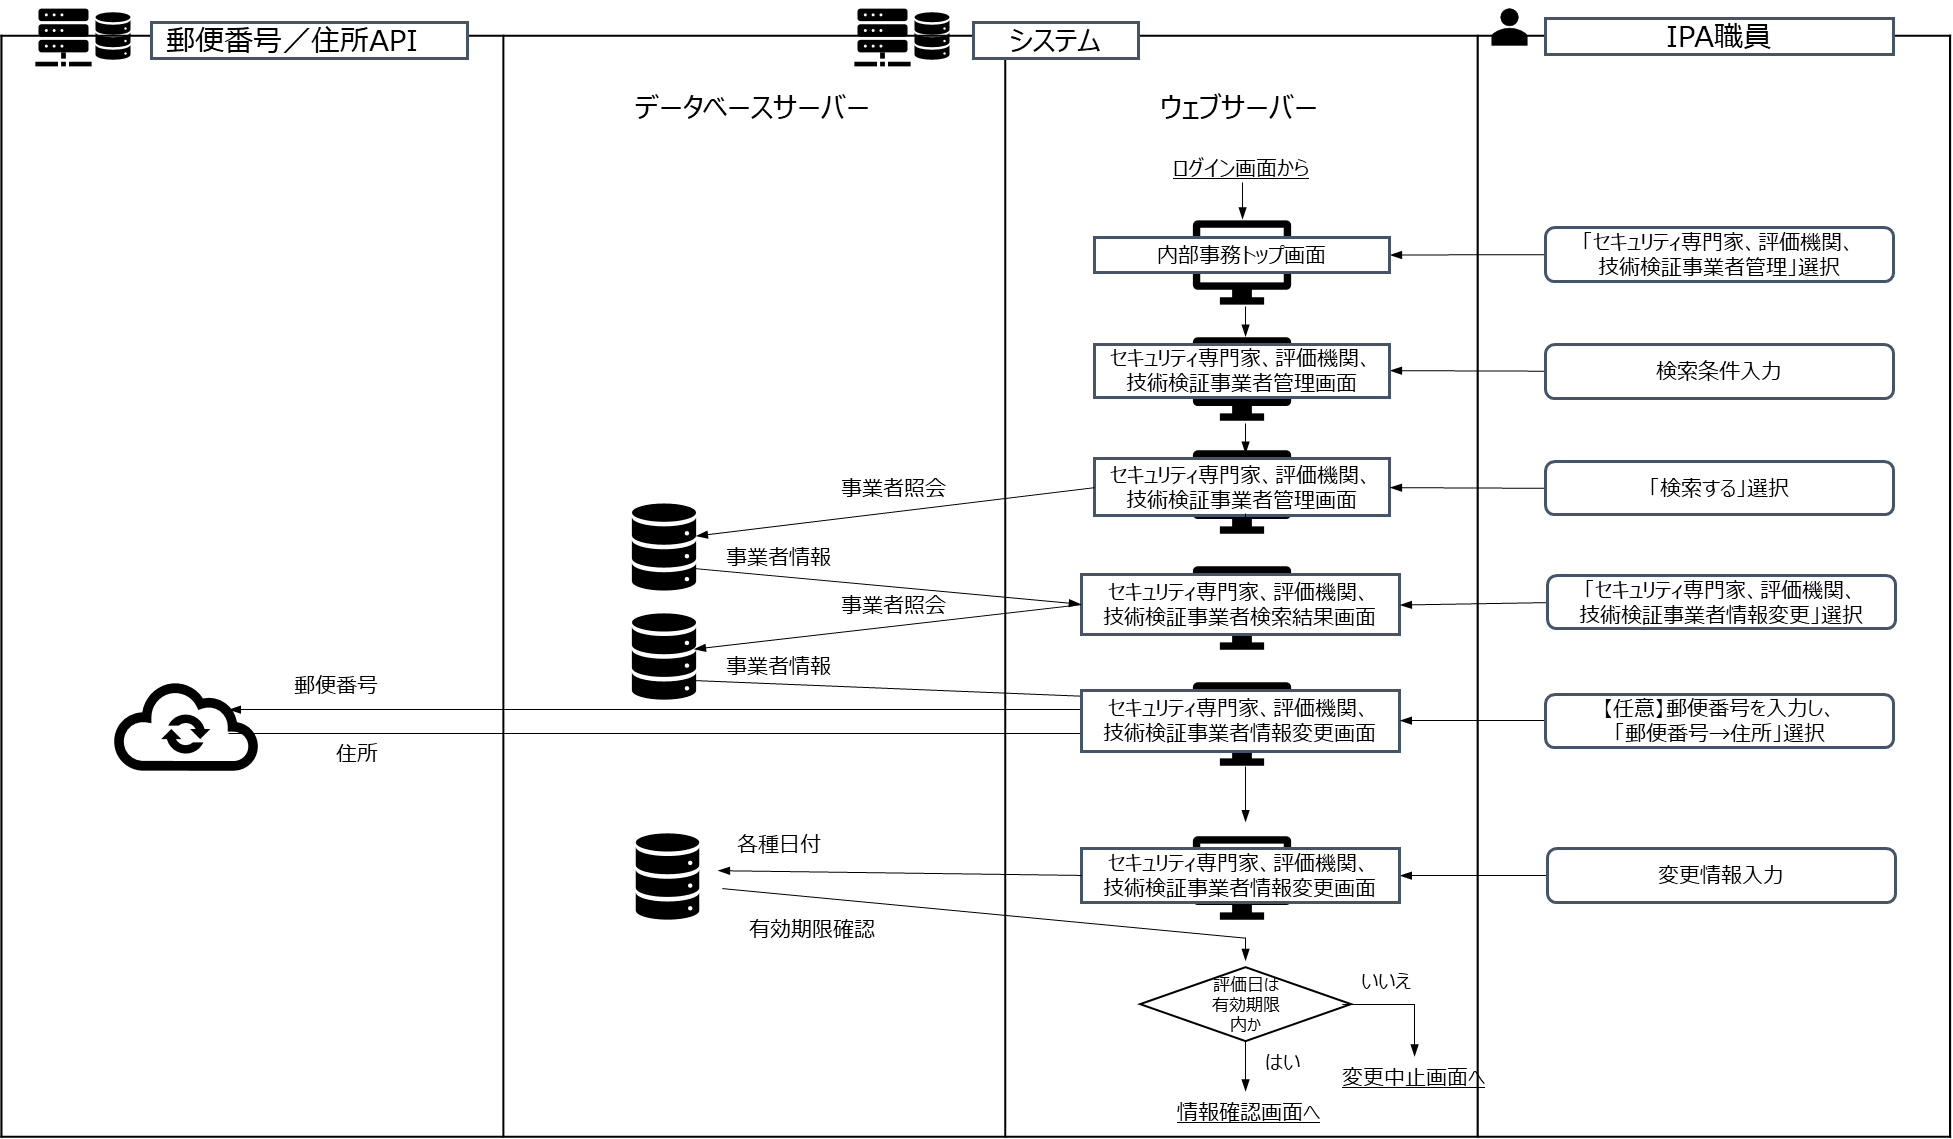 郵便番号／住所API
システム
IPA職員
データベースサーバー
ウェブサーバー
ログイン画面から
内部事務トップ画面
「セキュリティ専門家、評価機関、
技術検証事業者管理」選択
セキュリティ専門家、評価機関、
技術検証事業者管理画面
検索条件入力
セキュリティ専門家、評価機関、
技術検証事業者管理画面
「検索する」選択
事業者照会
事業者情報
セキュリティ専門家、評価機関、
技術検証事業者検索結果画面
「セキュリティ専門家、評価機関、
技術検証事業者情報変更」選択
事業者照会
事業者情報
郵便番号
住所
セキュリティ専門家、評価機関、
技術検証事業者情報変更画面
【任意】郵便番号を入力し、
「郵便番号→住所」選択
各種日付
セキュリティ専門家、評価機関、
技術検証事業者情報変更画面
変更情報入力
有効期限確認
評価日は
有効期限
内か
いいえ
はい
変更中止画面へ
情報確認画面へ